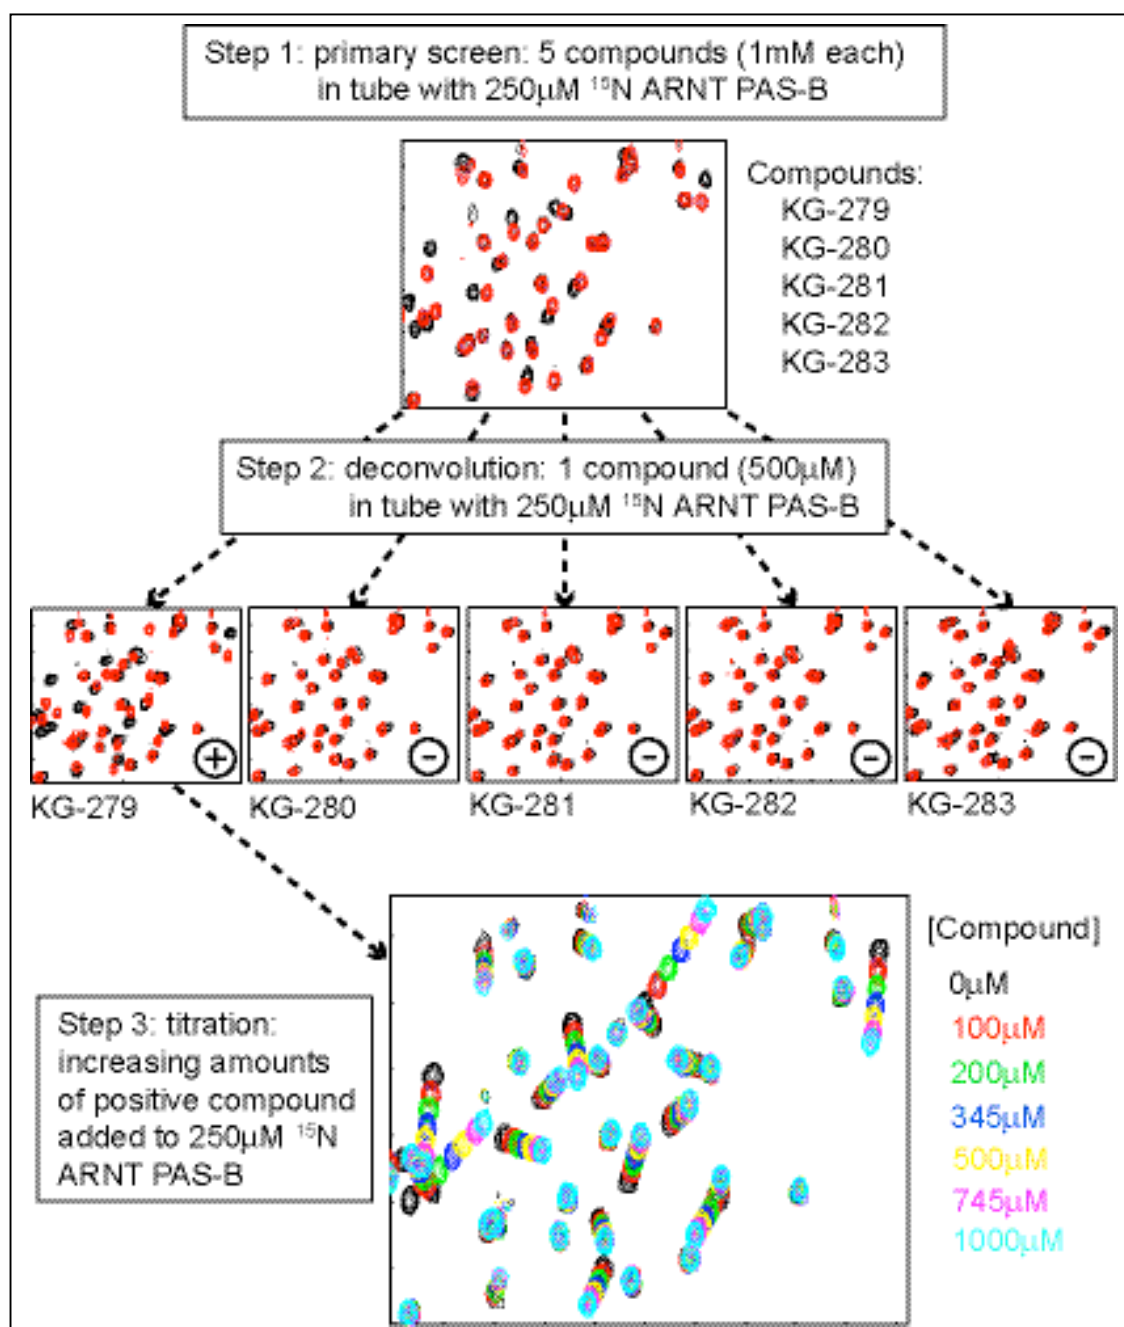 Step 1: primary screen: 5 compounds (1mM each)
in tube with 250μM ¹⁵N ARNT PAS-B
Compounds:
KG-279
KG-280
KG-281
KG-282
KG-283
Step 2: deconvolution: 1 compound (500μM)
in tube with 250μM ¹⁵N ARNT PAS-B
+
−
−
−
−
KG-279
KG-280
KG-281
KG-282
KG-283
Step 3: titration:
increasing amounts
of positive compound
added to 250μM ¹⁵N
ARNT PAS-B
[Compound]
0μM
100μM
200μM
345μM
500μM
745μM
1000μM